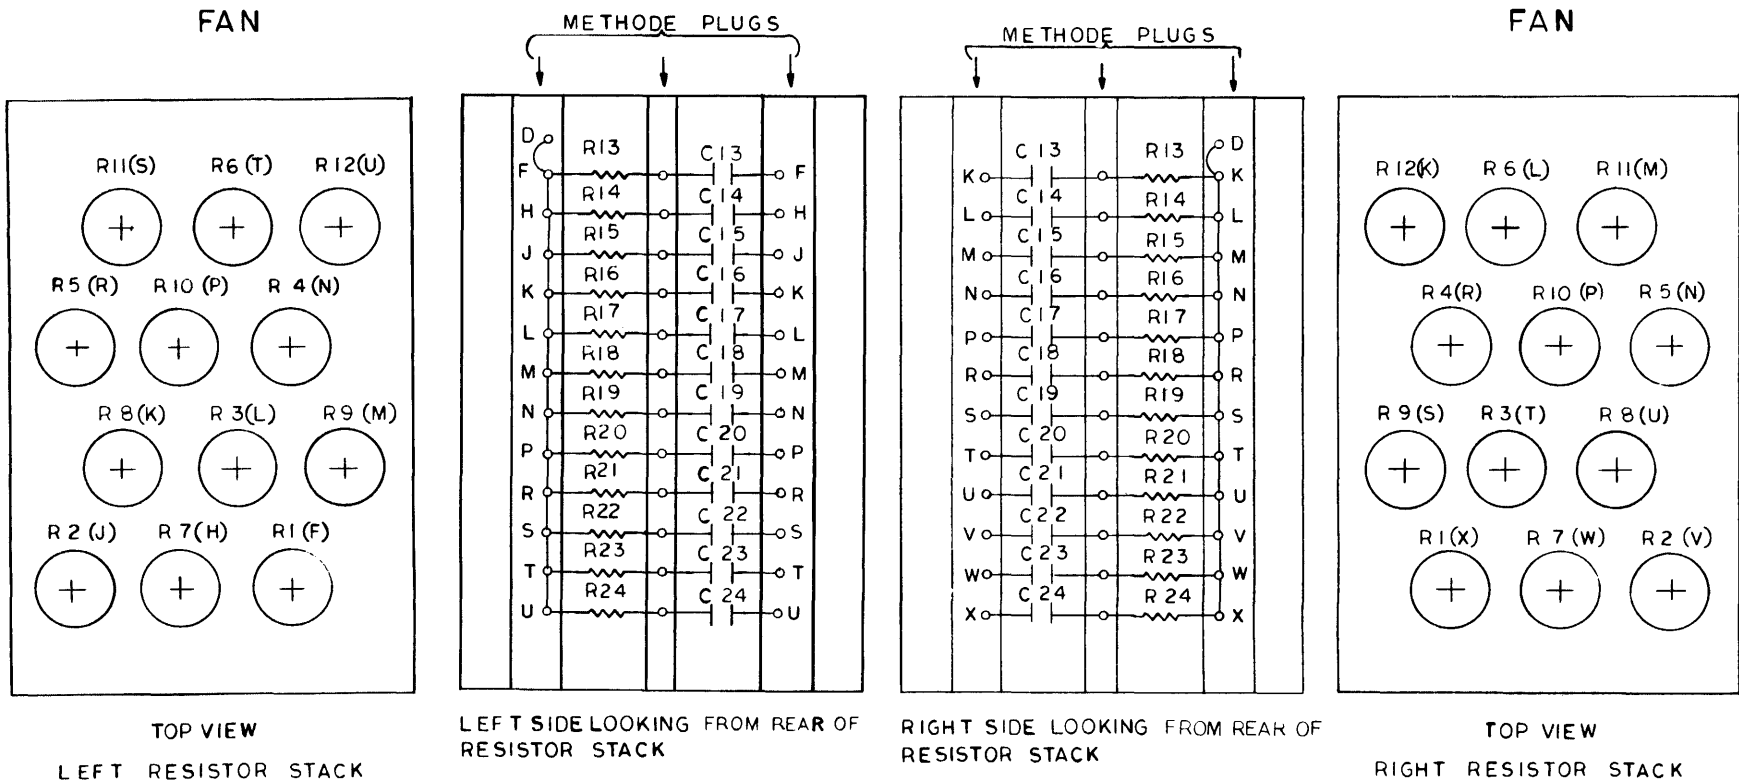 FAN
METHODE PLUGS
METHODE PLUGS
FAN
R11(S) R6(T) R12(U)
R5(R) R10(P) R4(N)
R8(K) R3(L) R9(M)
R2(J) R7(H) R1(F)
TOP VIEW
LEFT RESISTOR STACK
D
R13 C13
F F
R14 C14
H H
R15 C15
J J
R16 C16
K K
R17 C17
L L
R18 C18
M M
R19 C19
N N
R20 C20
P P
R21 C21
R R
R22 C22
S S
R23 C23
T T
R24 C24
U U
LEFT SIDE LOOKING FROM REAR OF
RESISTOR STACK
D
C13 R13
K K
C14 R14
L L
C15 R15
M M
C16 R16
N N
C17 R17
P P
C18 R18
R R
C19 R19
S S
C20 R20
T T
C21 R21
U U
C22 R22
V V
C23 R23
W W
C24 R24
X X
RIGHT SIDE LOOKING FROM REAR OF
RESISTOR STACK
R12(K) R6(L) R11(M)
R4(R) R10(P) R5(N)
R9(S) R3(T) R8(U)
R1(X) R7(W) R2(V)
TOP VIEW
RIGHT RESISTOR STACK